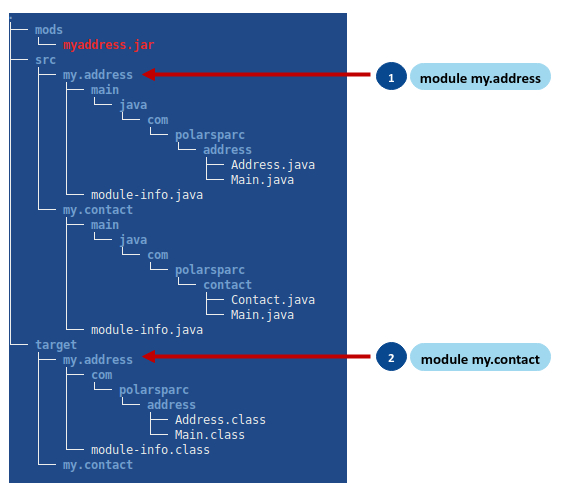 .
mods
myaddress.jar
src
my.address
1
module my.address
main
java
com
polarsparc
address
Address.java
Main.java
module-info.java
my.contact
main
java
com
polarsparc
contact
Contact.java
Main.java
module-info.java
target
my.address
2
module my.contact
com
polarsparc
address
Address.class
Main.class
module-info.class
my.contact